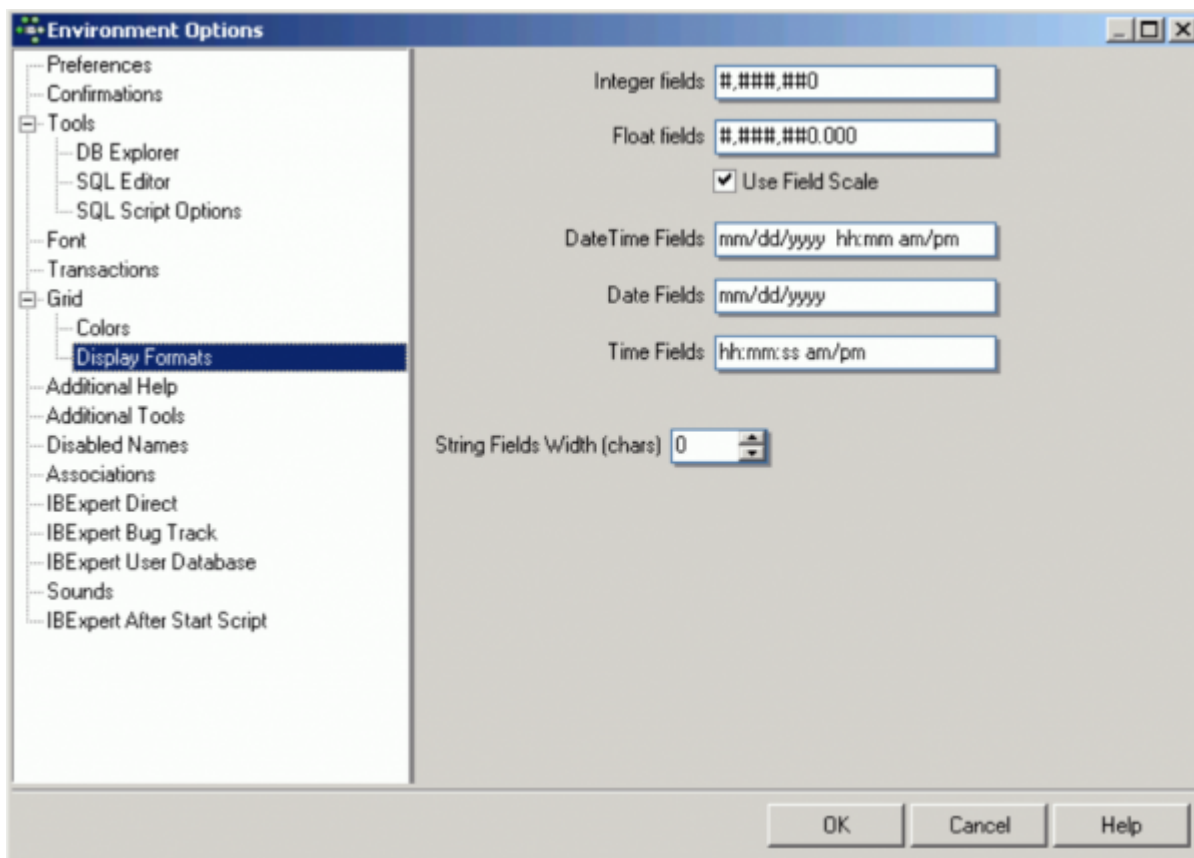 Environment Options
Preferences
Confirmations
Tools
DB Explorer
SQL Editor
SQL Script Options
Font
Transactions
Grid
Colors
Display Formats
Additional Help
Additional Tools
Disabled Names
Associations
IBExpert Direct
IBExpert Bug Track
IBExpert User Database
Sounds
IBExpert After Start Script
Integer fields #,###,##0
Float fields #,###,##0.000
Use Field Scale
DateTime Fields mm/dd/yyyy  hh:mm am/pm
Date Fields mm/dd/yyyy
Time Fields hh:mm:ss am/pm
String Fields Width (chars) 0
OK Cancel Help